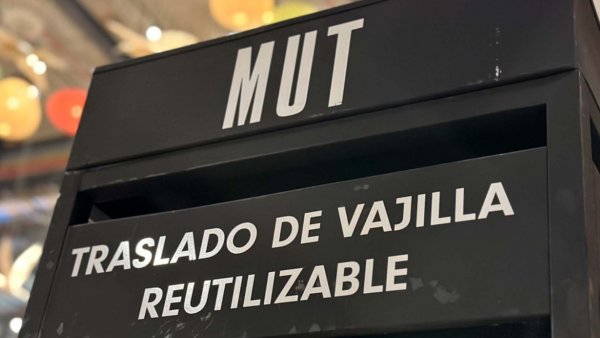 MUT
TRASLADO DE VAJILLA
REUTILIZABLE